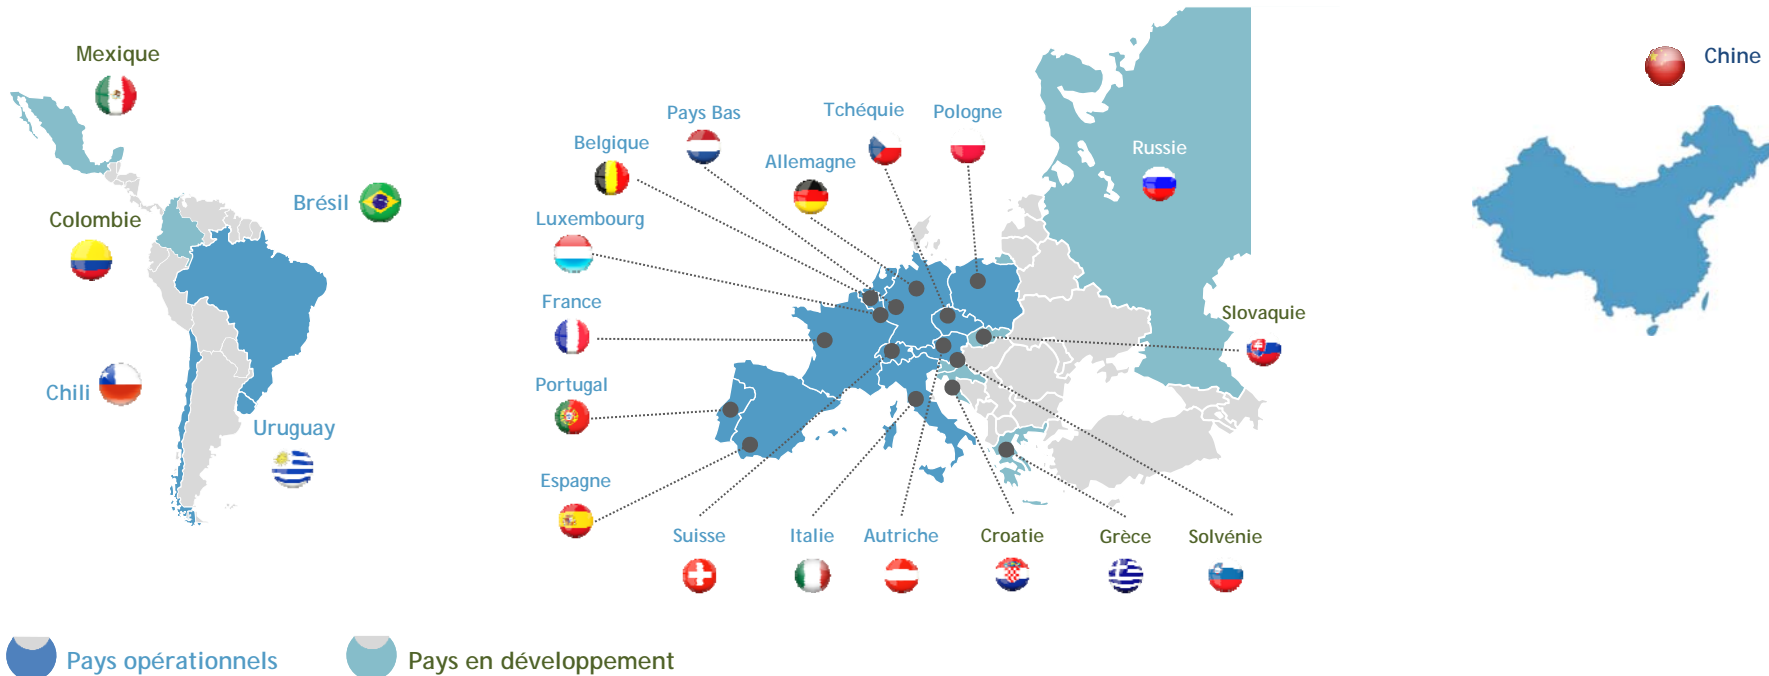 Mexique
Chine
Pays Bas
Tchéquie
Pologne
Belgique
Allemagne
Russie
Brésil
Colombie
Luxembourg
France
Slovaquie
Chili
Portugal
Uruguay
Espagne
Suisse
Italie
Autriche
Croatie
Grèce
Solvénie
Pays opérationnels
Pays en développement